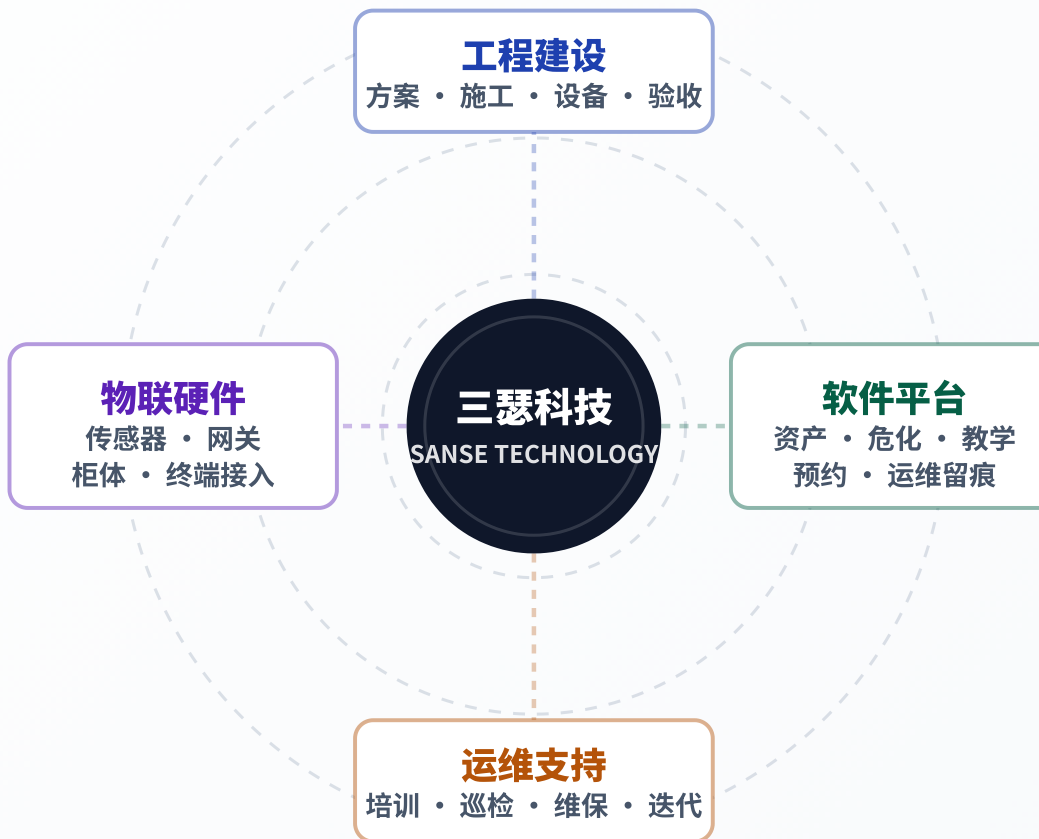 工程建设
方案 • 施工 • 设备 • 验收
物联硬件
传感器 • 网关
柜体 • 终端接入
三瑟科技
SANSE TECHNOLOGY
软件平台
资产 • 危化 • 教学
预约 • 运维留痕
运维支持
培训 • 巡检 • 维保 • 迭代